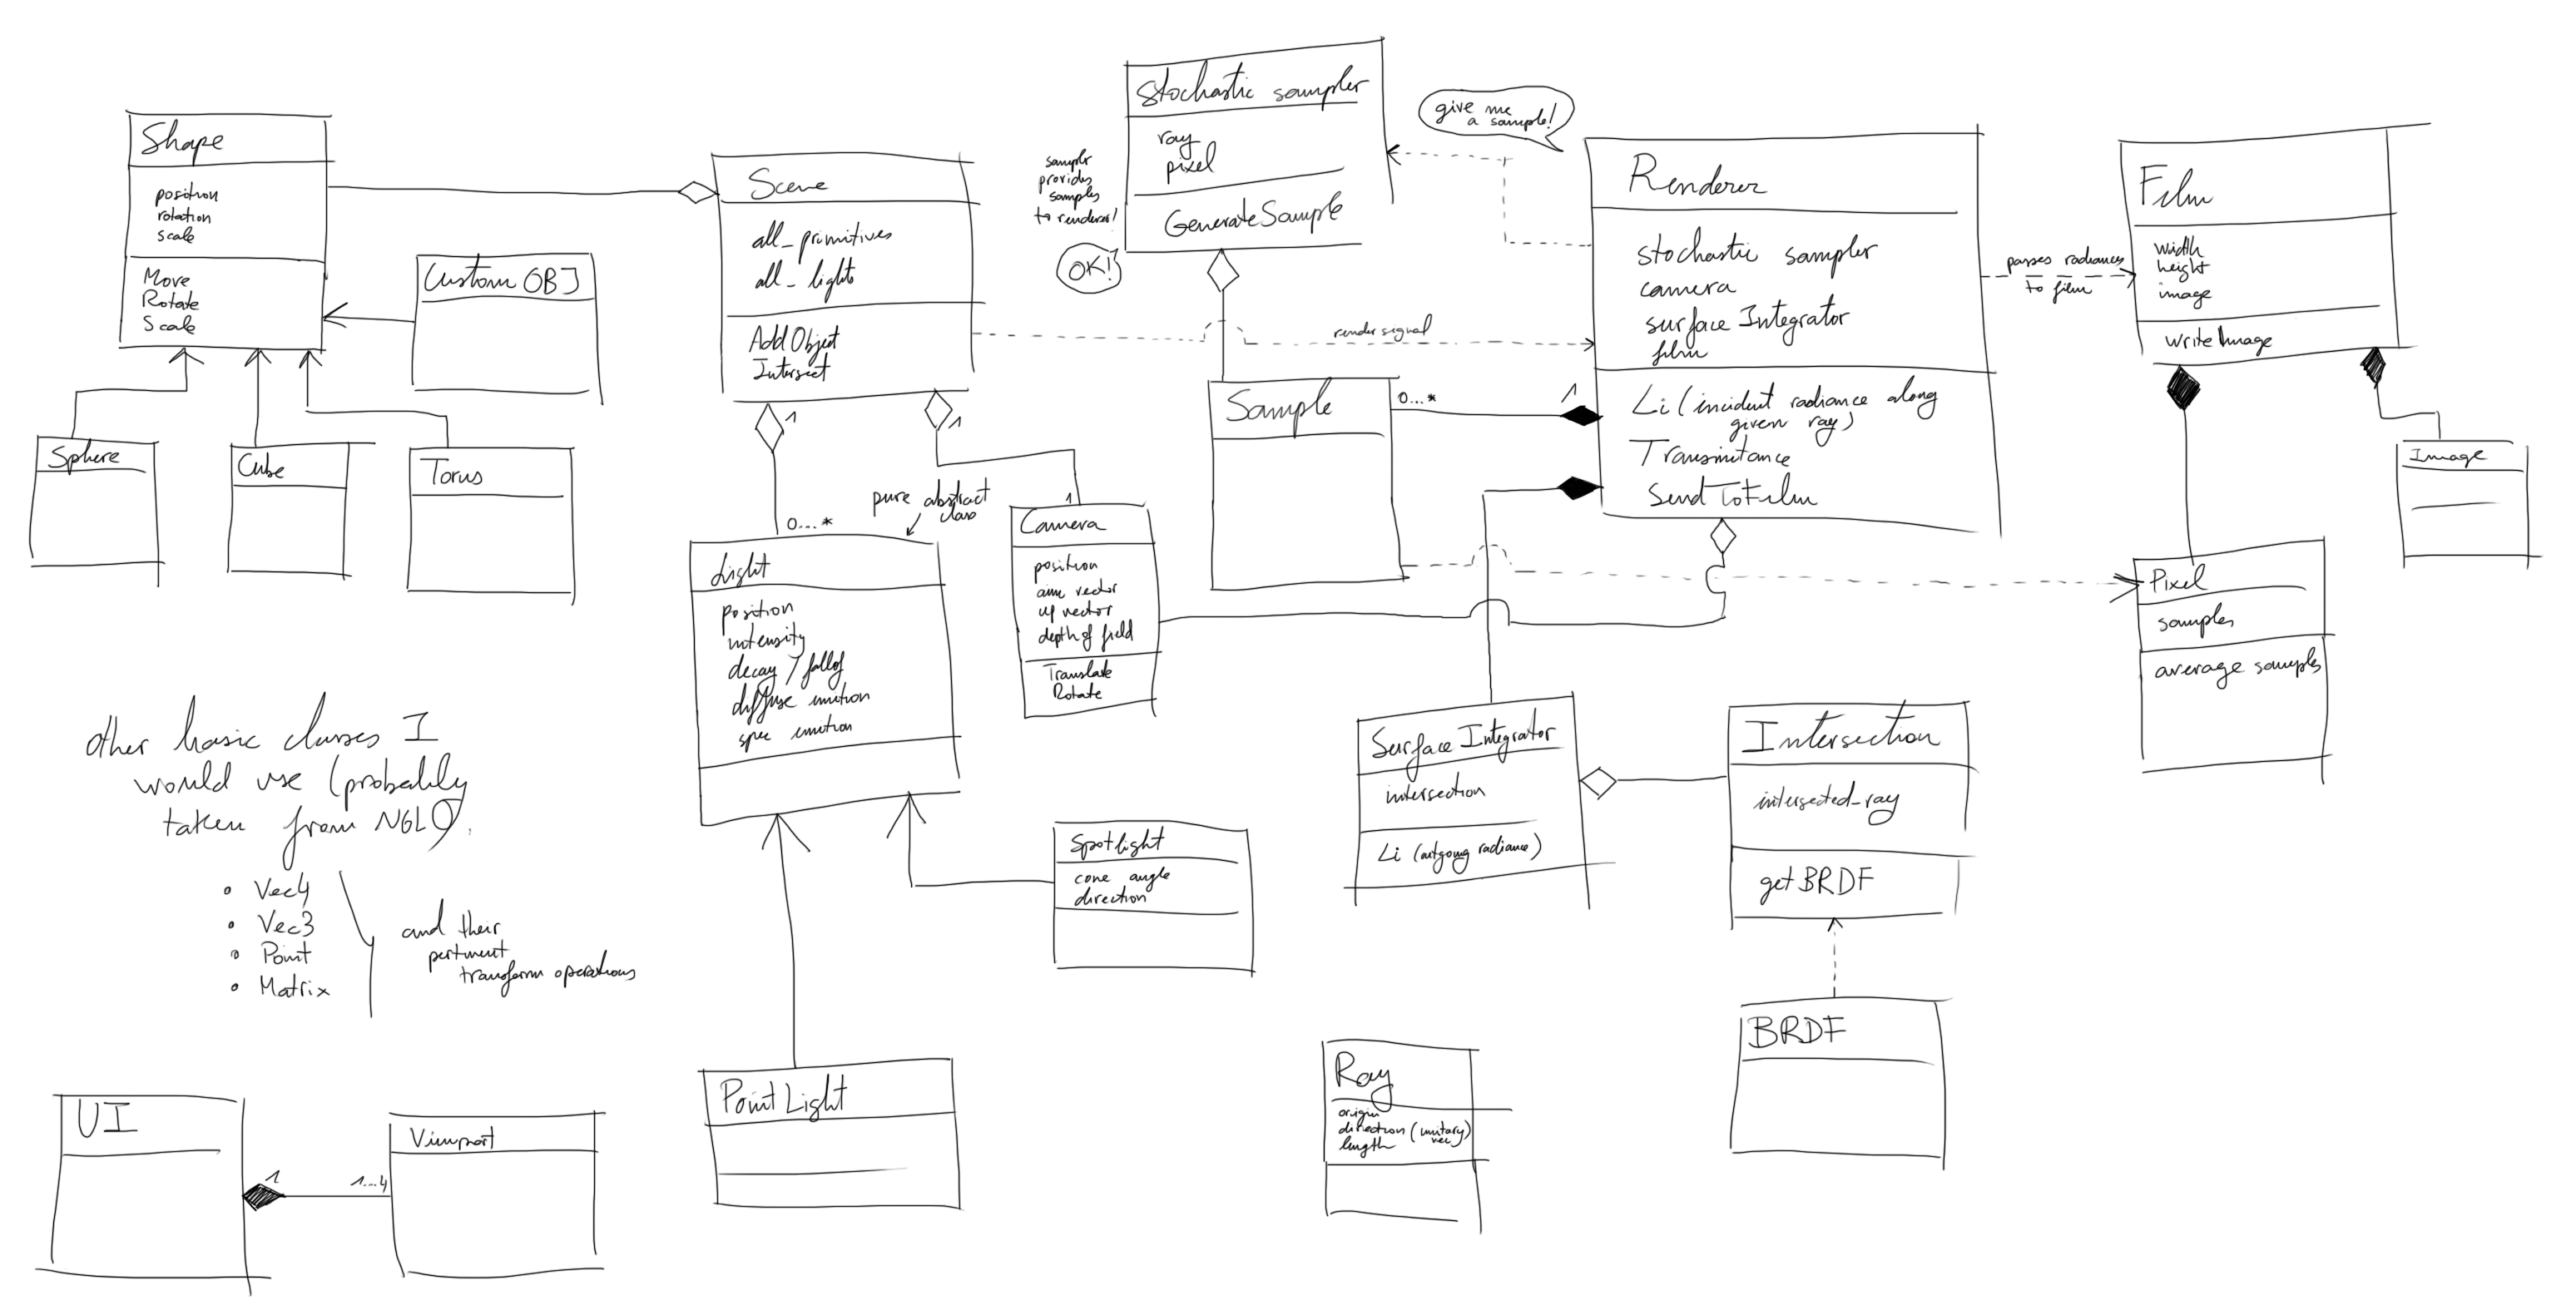 Shape
position
rotation
scale
Move
Rotate
Scale
Custom OBJ
Sphere
Cube
Torus
Scene
all_primitives
all_lights
AddObject
Intersect
1
1
0...*
pure abstract
class
1
Light
position
intensity
decay / fallof
diffuse emition
spec emition
Camera
position
aim vector
up vector
depth of field
Translate
Rotate
Spotlight
cone angle
direction
Point Light
Stochastic sampler
ray
pixel
GenerateSample
sampler
provides
samples
to renderer!
OK!
give me
a sample!
render signal
Sample
0...*
1
Renderer
stochastic sampler
camera
surface Integrator
film
Li (incident radiance along
given ray)
Transmitance
SendToFilm
passes radiances
to film
Film
width
height
image
writeImage
Image
Pixel
samples
average samples
Surface Integrator
intersection
Li (outgoing radiance)
Intersection
intersected_ray
getBRDF
BRDF
Ray
origin
direction (unitary
vec)
length
other basic classes I
would use (probably
taken from NGL).
• Vec4
• Vec3
• Point
• Matrix
and their
pertinent
transform operations
UI
1
1...4
Viewport